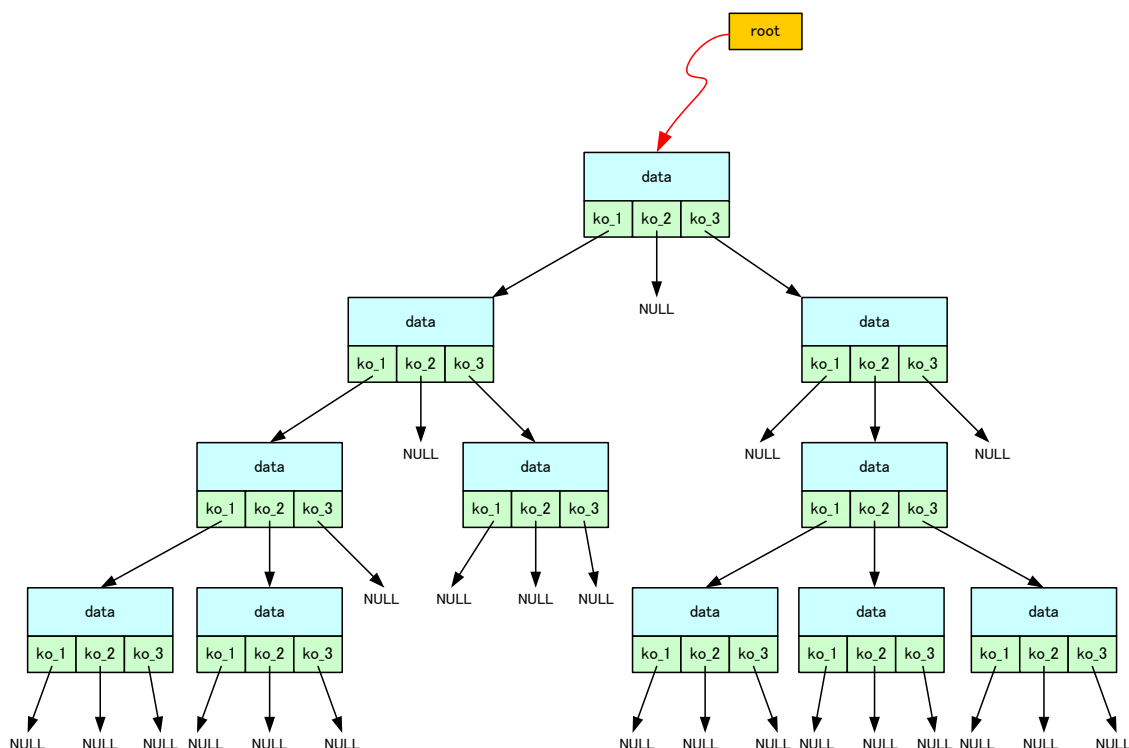 root
data
ko_1 ko_2 ko_3
NULL
data data
ko_1 ko_2 ko_3 ko_1 ko_2 ko_3
NULL NULL NULL
data data data
ko_1 ko_2 ko_3 ko_1 ko_2 ko_3 ko_1 ko_2 ko_3
NULL NULL NULL NULL
data data data data data
ko_1 ko_2 ko_3 ko_1 ko_2 ko_3 ko_1 ko_2 ko_3 ko_1 ko_2 ko_3 ko_1 ko_2 ko_3
NULL NULL NULL NULL NULL NULL NULL NULL NULL NULL NULL NULL NULL NULL NULL